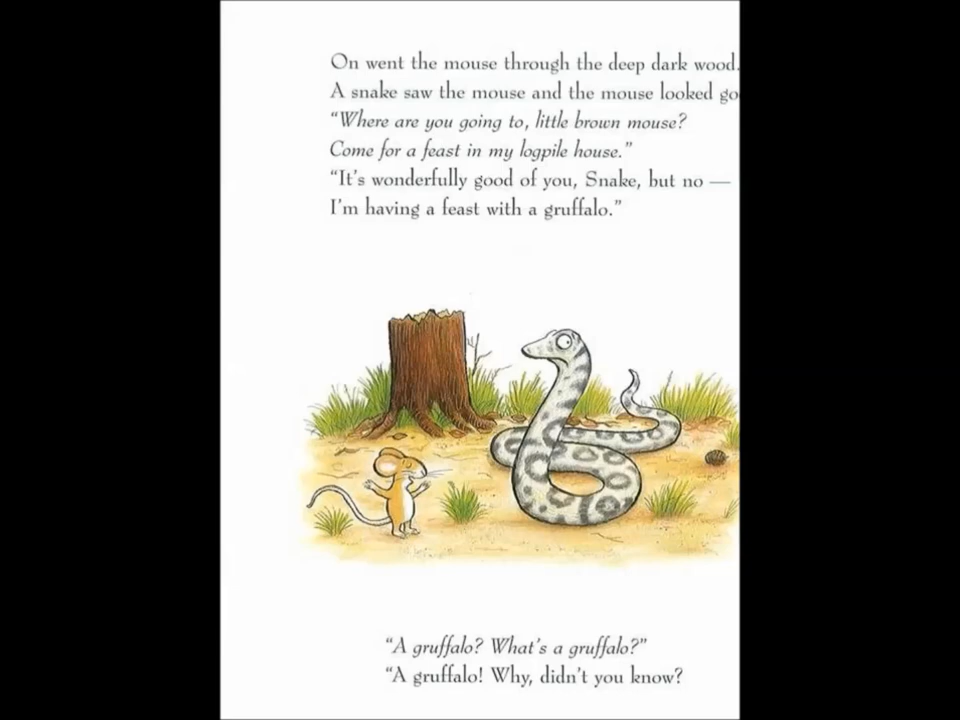 On went the mouse through the deep dark wood.
A snake saw the mouse and the mouse looked go
“Where are you going to, little brown mouse?
Come for a feast in my logpile house.”
“It's wonderfully good of you, Snake, but no —
I'm having a feast with a gruffalo.”
“A gruffalo? What's a gruffalo?”
“A gruffalo! Why, didn't you know?